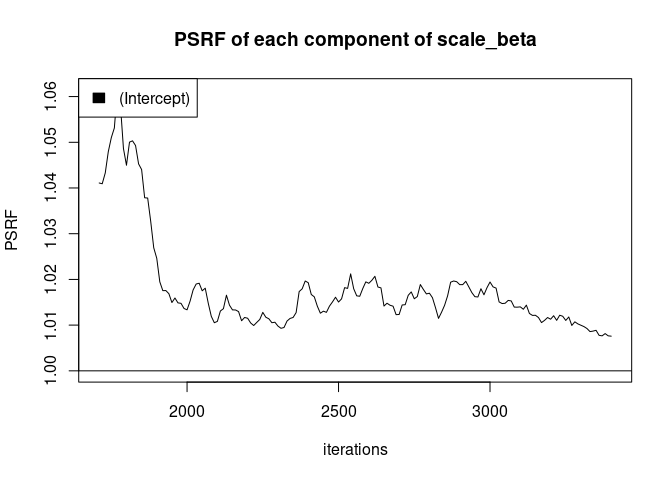 PSRF of each component of scale_beta
(Intercept)
PSRF
1.06
1.05
1.04
1.03
1.02
1.01
1.00
2000 2500 3000
iterations